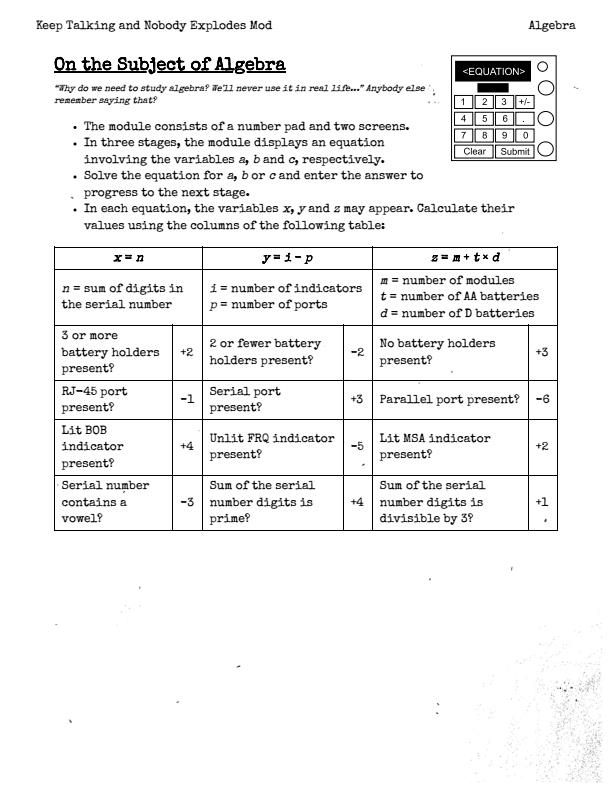 Keep Talking and Nobody Explodes Mod
Algebra
On the Subject of Algebra
"Why do we need to study algebra? We'll never use it in real life..." Anybody else
remember saying that?
<EQUATION>
1 2 3 +/-
4 5 6 .
7 8 9 0
Clear Submit
• The module consists of a number pad and two screens.
• In three stages, the module displays an equation
involving the variables a, b and c, respectively.
• Solve the equation for a, b or c and enter the answer to
progress to the next stage.
• In each equation, the variables x, y and z may appear. Calculate their
values using the columns of the following table:
x = n
y = i - p
z = m + t × d
n = sum of digits in
the serial number
i = number of indicators
p = number of ports
m = number of modules
t = number of AA batteries
d = number of D batteries
3 or more
battery holders
present?
+2
2 or fewer battery
holders present?
-2
No battery holders
present?
+3
RJ-45 port
present?
-1
Serial port
present?
+3
Parallel port present?
-6
Lit BOB
indicator
present?
+4
Unlit FRQ indicator
present?
-5
Lit MSA indicator
present?
+2
Serial number
contains a
vowel?
-3
Sum of the serial
number digits is
prime?
+4
Sum of the serial
number digits is
divisible by 3?
+1